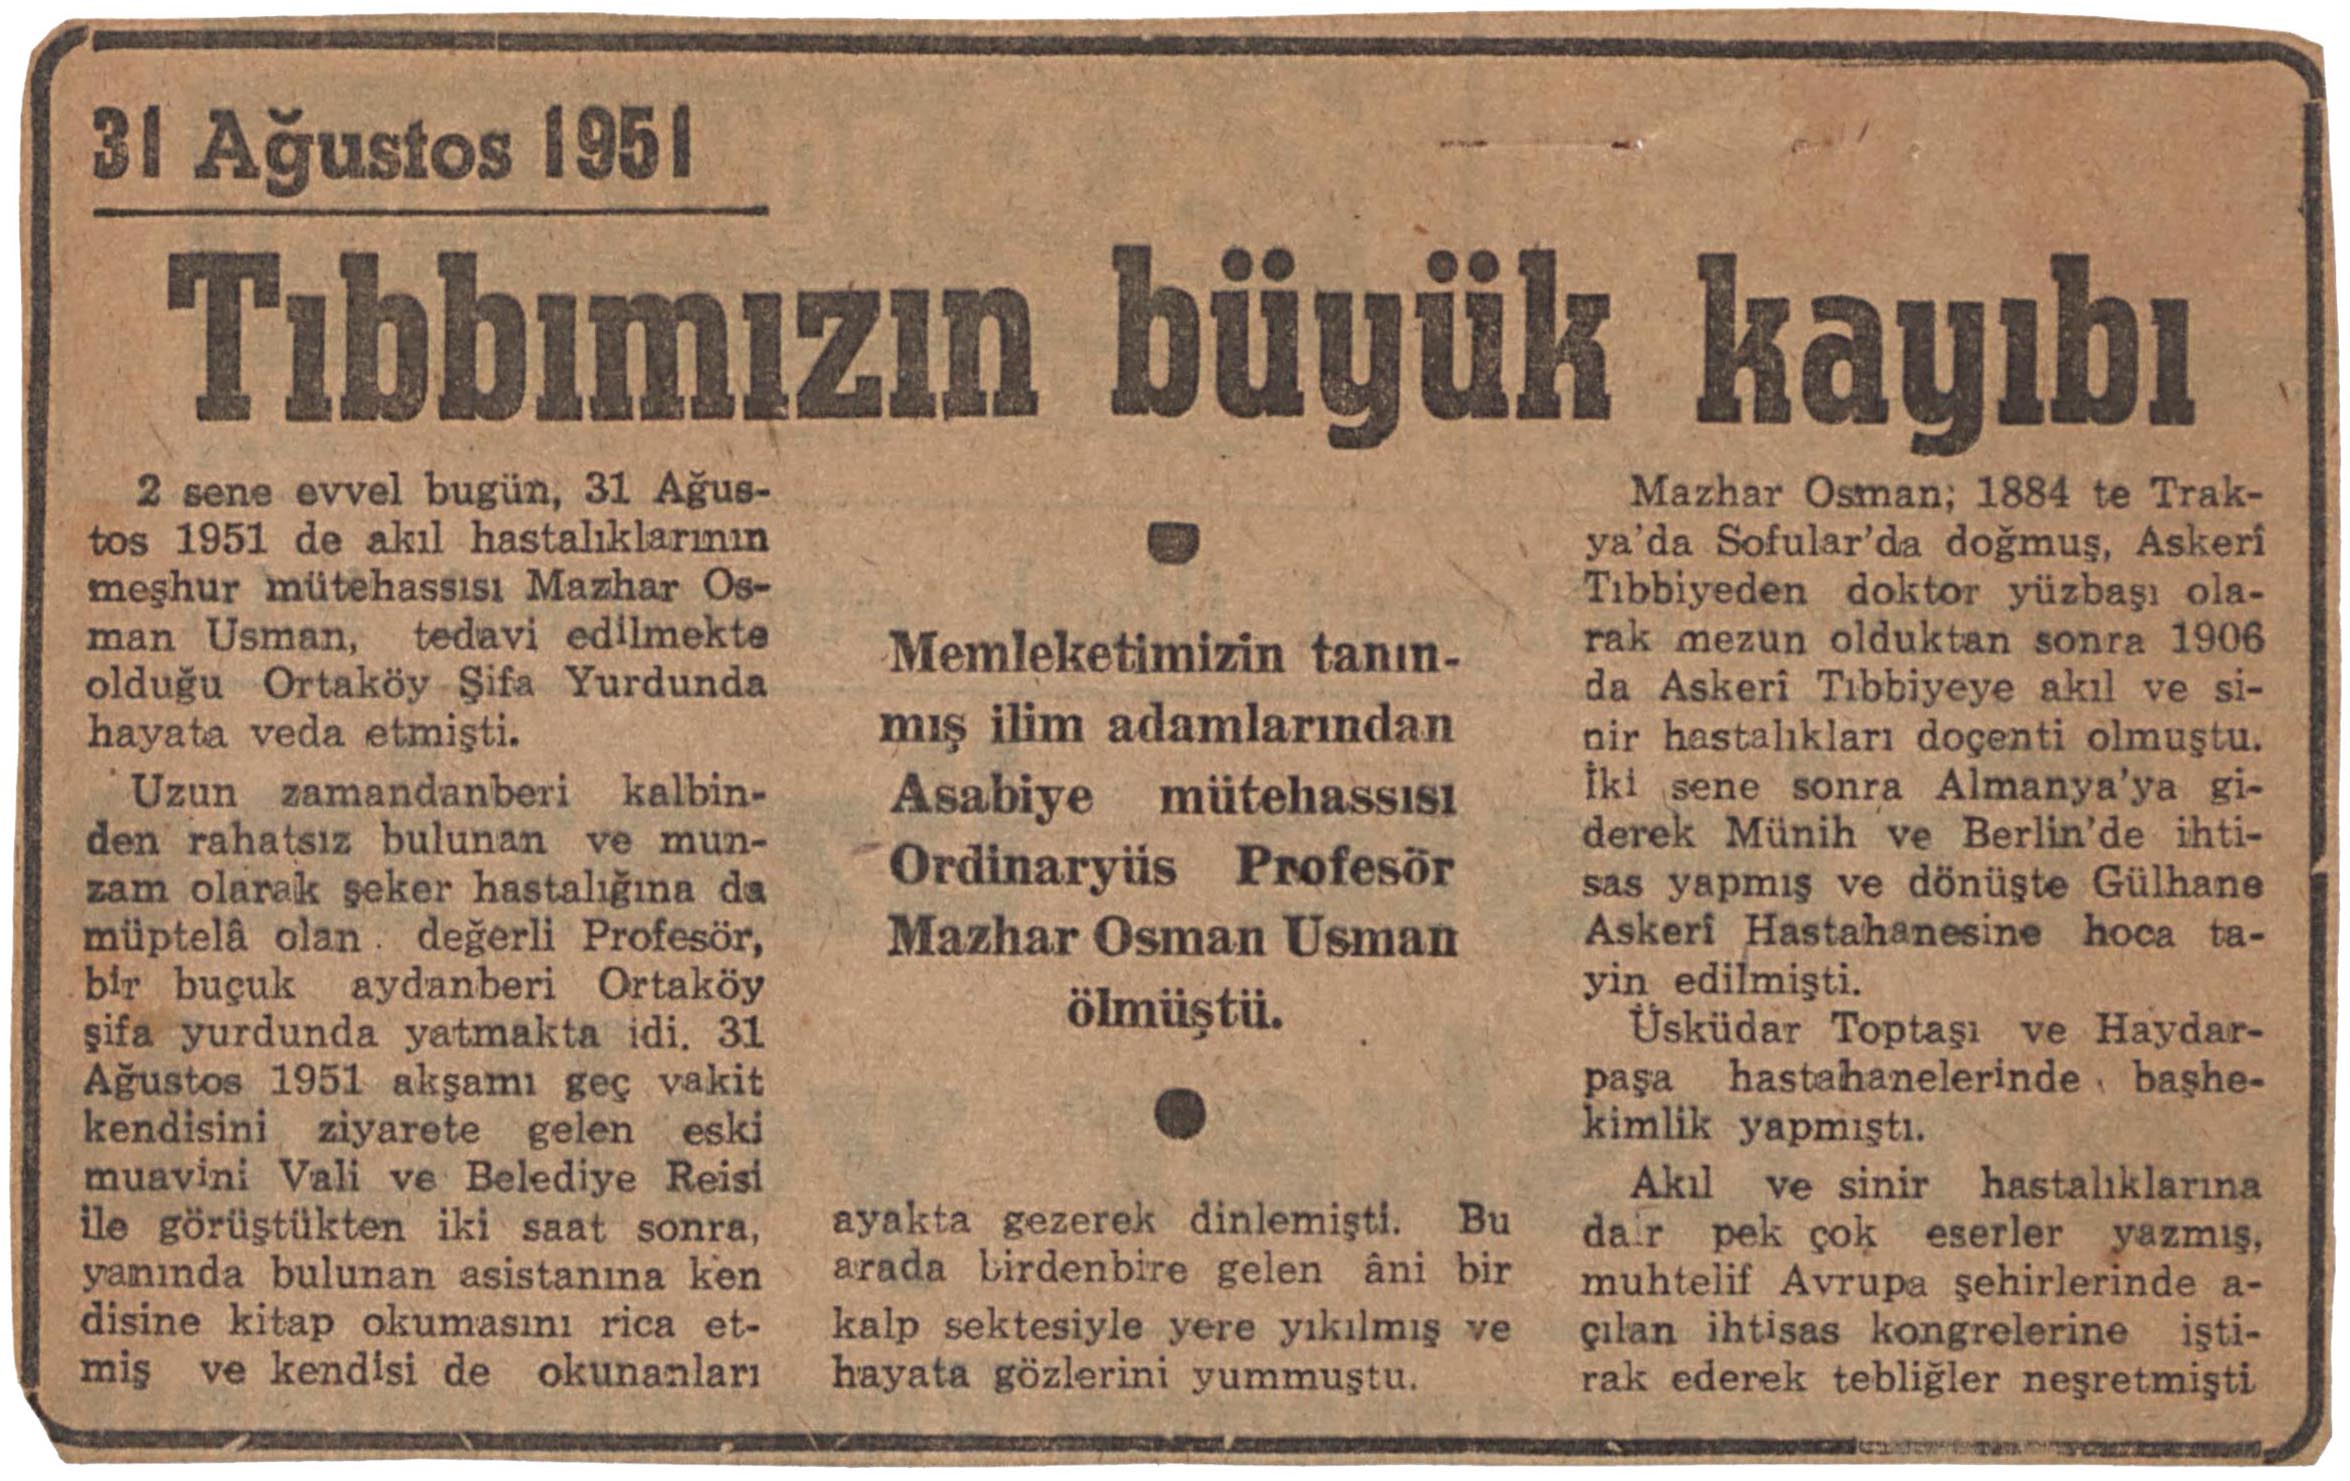 31 Ağustos 1951
Tıbbımızın büyük kayıbı
2 sene evvel bugün, 31 Ağus-
tos 1951 de akıl hastalıklarının
meşhur mütehassısı Mazhar Os-
man Usman, tedavi edilmekte
olduğu Ortaköy Şifa Yurdunda
hayata veda etmişti.
Uzun zamandanberi kalbin-
den rahatsız bulunan ve mun-
zam olarak şeker hastalığına da
müptelâ olan değerli Profesör,
bir buçuk aydanberi Ortaköy
şifa yurdunda yatmakta idi. 31
Ağustos 1951 akşamı geç vakit
kendisini ziyarete gelen eski
muavini Vali ve Belediye Reisi
ile görüştükten iki saat sonra,
yanında bulunan asistanına ken
disine kitap okumasını rica et-
miş ve kendisi de okunanları
Memleketimizin tanın-
mış ilim adamlarından
Asabiye mütehassısı
Ordinaryüs Profesör
Mazhar Osman Usman
ölmüştü.
ayakta gezerek dinlemişti. Bu
arada birdenbire gelen âni bir
kalp sektesiyle yere yıkılmış ve
hayata gözlerini yummuştu.
Mazhar Osman; 1884 te Trak-
ya'da Sofular'da doğmuş, Askerî
Tıbbiyeden doktor yüzbaşı ola-
rak mezun olduktan sonra 1906
da Askerî Tıbbiyeye akıl ve si-
nir hastalıkları doçenti olmuştu.
İki sene sonra Almanya'ya gi-
derek Münih ve Berlin'de ihti-
sas yapmış ve dönüşte Gülhane
Askerî Hastahanesine hoca ta-
yin edilmişti.
Üsküdar Toptaşı ve Haydar-
paşa hastahanelerinde başhe-
kimlik yapmıştı.
Akıl ve sinir hastalıklarına
dair pek çok eserler yazmış,
muhtelif Avrupa şehirlerinde a-
çılan ihtisas kongrelerine işti-
rak ederek tebliğler neşretmişti